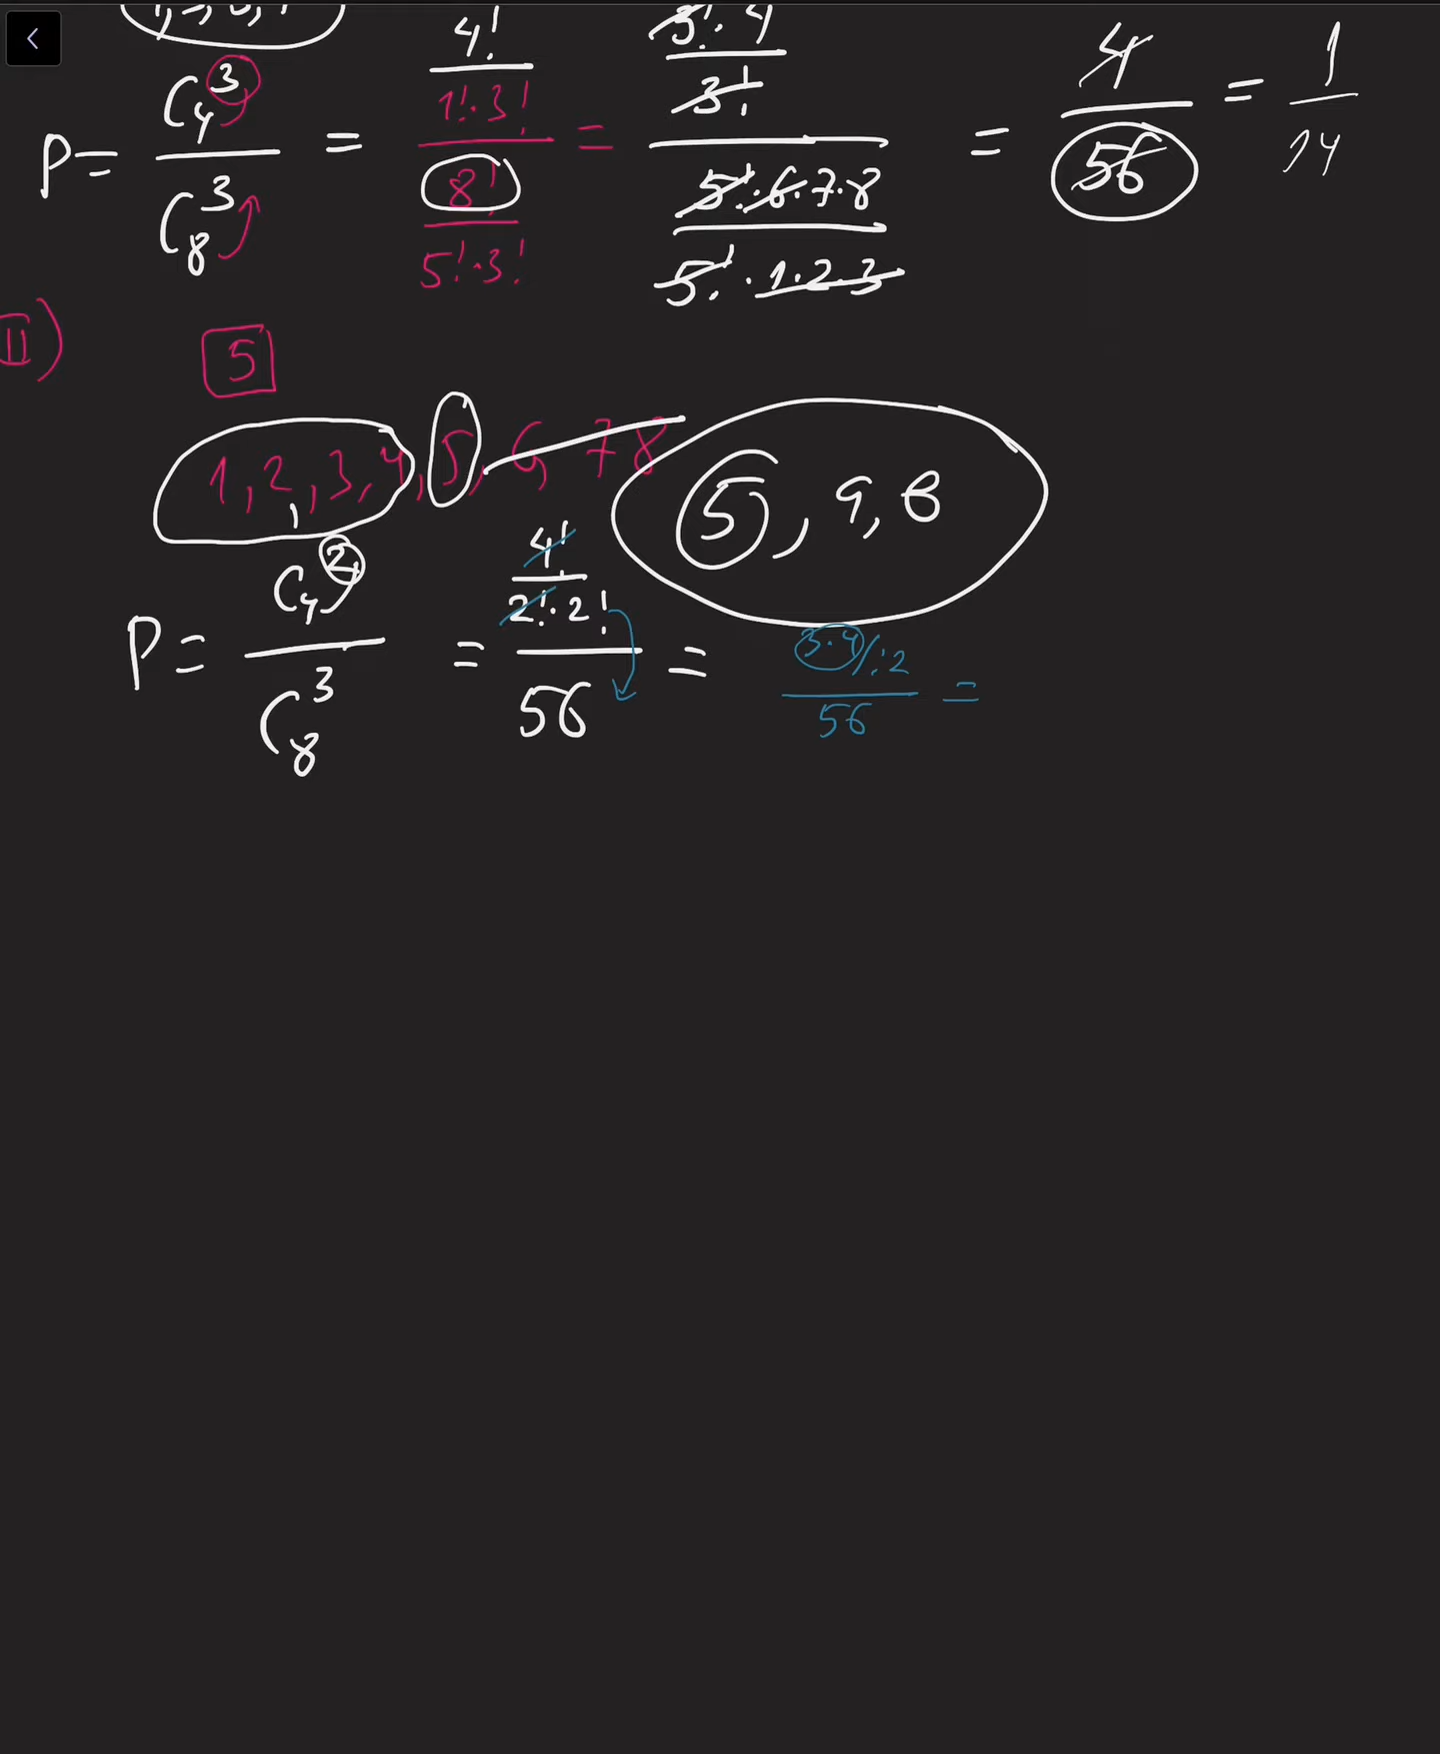 P = C₄³ / C₈³ = (4! / (1!·3!)) / (8! / (5!·3!)) = (3!·4 / 3!) / (5!·6·7·8 / (5!·1·2·3)) = 4/56 = 1/14
II) 5
1, 2, 3, 4, 5, 6, 7 8
5, a, b
P = C₄² / C₈³ = (4! / (2!·2!)) / 56 = (3·4/:2) / 56 =